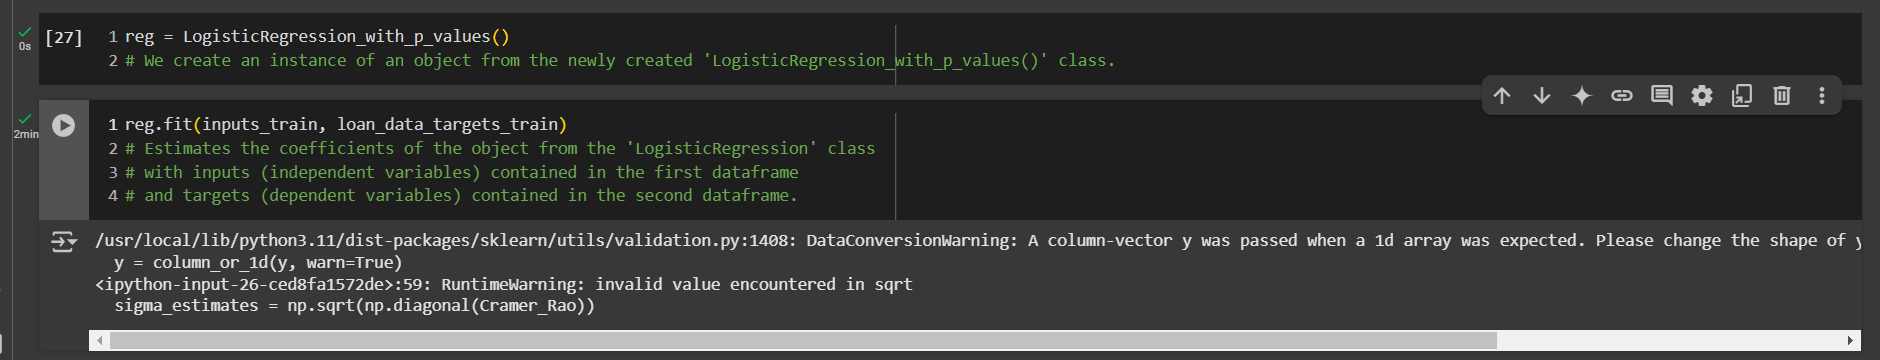 0s
[27]
1 reg = LogisticRegression_with_p_values()
2 # We create an instance of an object from the newly created 'LogisticRegression_with_p_values()' class.
2min
1 reg.fit(inputs_train, loan_data_targets_train)
2 # Estimates the coefficients of the object from the 'LogisticRegression' class
3 # with inputs (independent variables) contained in the first dataframe
4 # and targets (dependent variables) contained in the second dataframe.
/usr/local/lib/python3.11/dist-packages/sklearn/utils/validation.py:1408: DataConversionWarning: A column-vector y was passed when a 1d array was expected. Please change the shape of y
y = column_or_1d(y, warn=True)
<ipython-input-26-ced8fa1572de>:59: RuntimeWarning: invalid value encountered in sqrt
sigma_estimates = np.sqrt(np.diagonal(Cramer_Rao))